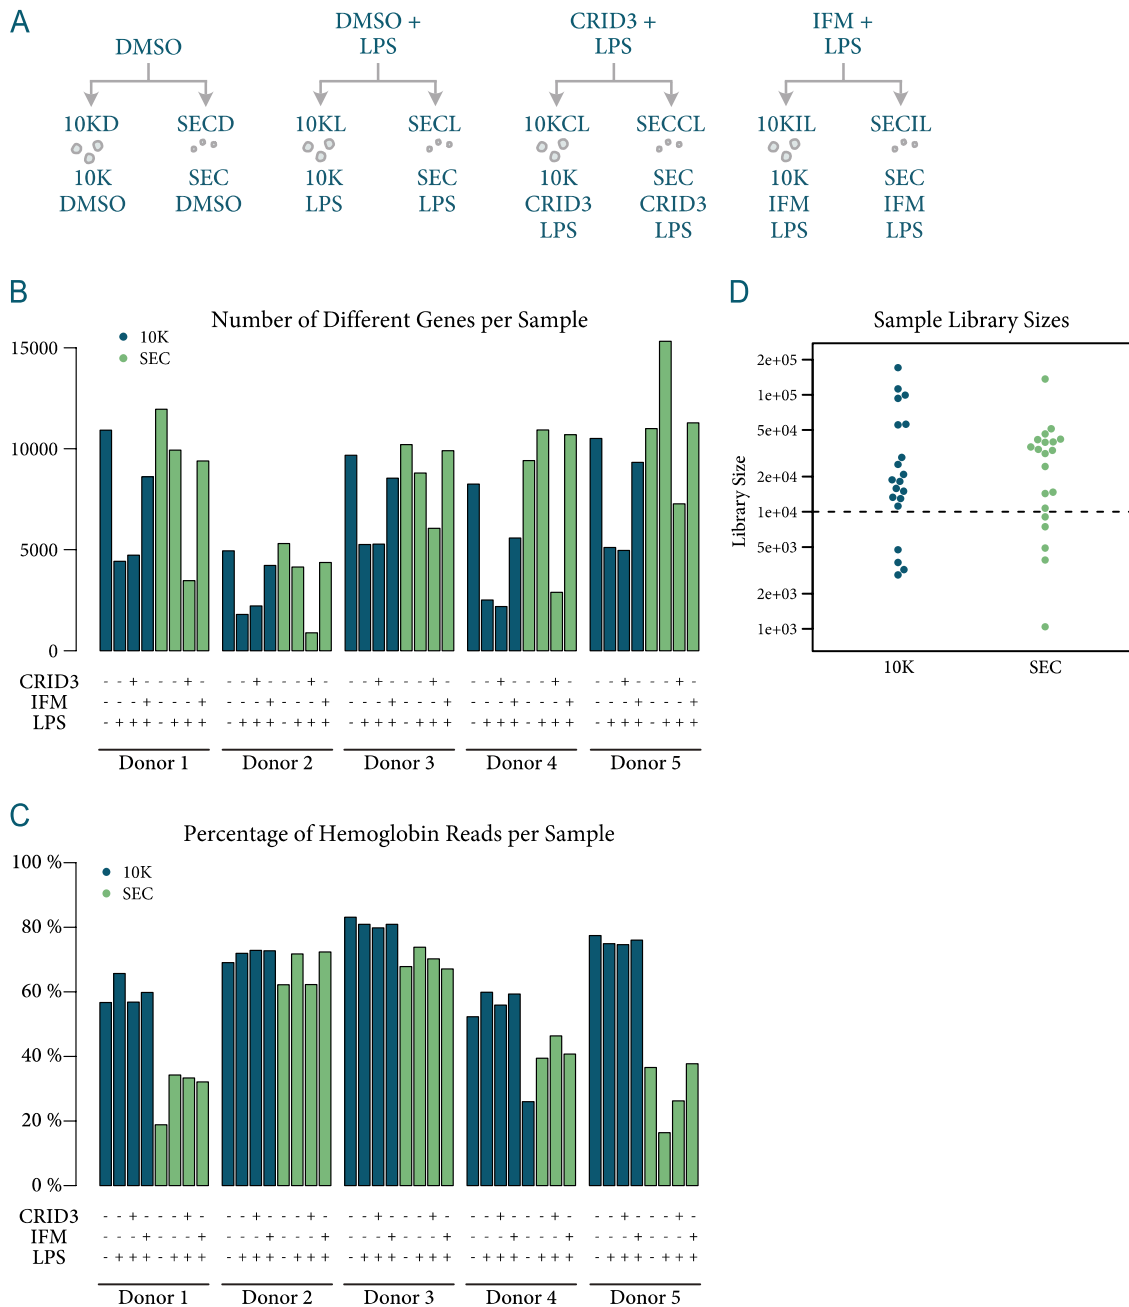 A
DMSO
DMSO +
LPS
CRID3 +
LPS
IFM +
LPS
10KD
SECD
10KL
SECL
10KCL
SECCL
10KIL
SECIL
10K
DMSO
SEC
DMSO
10K
LPS
SEC
LPS
10K
CRID3
LPS
SEC
CRID3
LPS
10K
IFM
LPS
SEC
IFM
LPS
B
Number of Different Genes per Sample
10K
SEC
15000
10000
5000
0
CRID3 - - + - - - + - - - + - - - + - - - + - - - + - - - + - - - + - - - + - - - + -
IFM - - - + - - - + - - - + - - - + - - - + - - - + - - - + - - - + - - - + - - - +
LPS - + + + - + + + - + + + - + + + - + + + - + + + - + + + - + + + - + + + - + + +
Donor 1 Donor 2 Donor 3 Donor 4 Donor 5
D
Sample Library Sizes
Library Size
2e+05
1e+05
5e+04
2e+04
1e+04
5e+03
2e+03
1e+03
10K SEC
C
Percentage of Hemoglobin Reads per Sample
10K
SEC
100 %
80 %
60 %
40 %
20 %
0 %
CRID3 - - + - - - + - - - + - - - + - - - + - - - + - - - + - - - + - - - + - - - + -
IFM - - - + - - - + - - - + - - - + - - - + - - - + - - - + - - - + - - - + - - - +
LPS - + + + - + + + - + + + - + + + - + + + - + + + - + + + - + + + - + + + - + + +
Donor 1 Donor 2 Donor 3 Donor 4 Donor 5